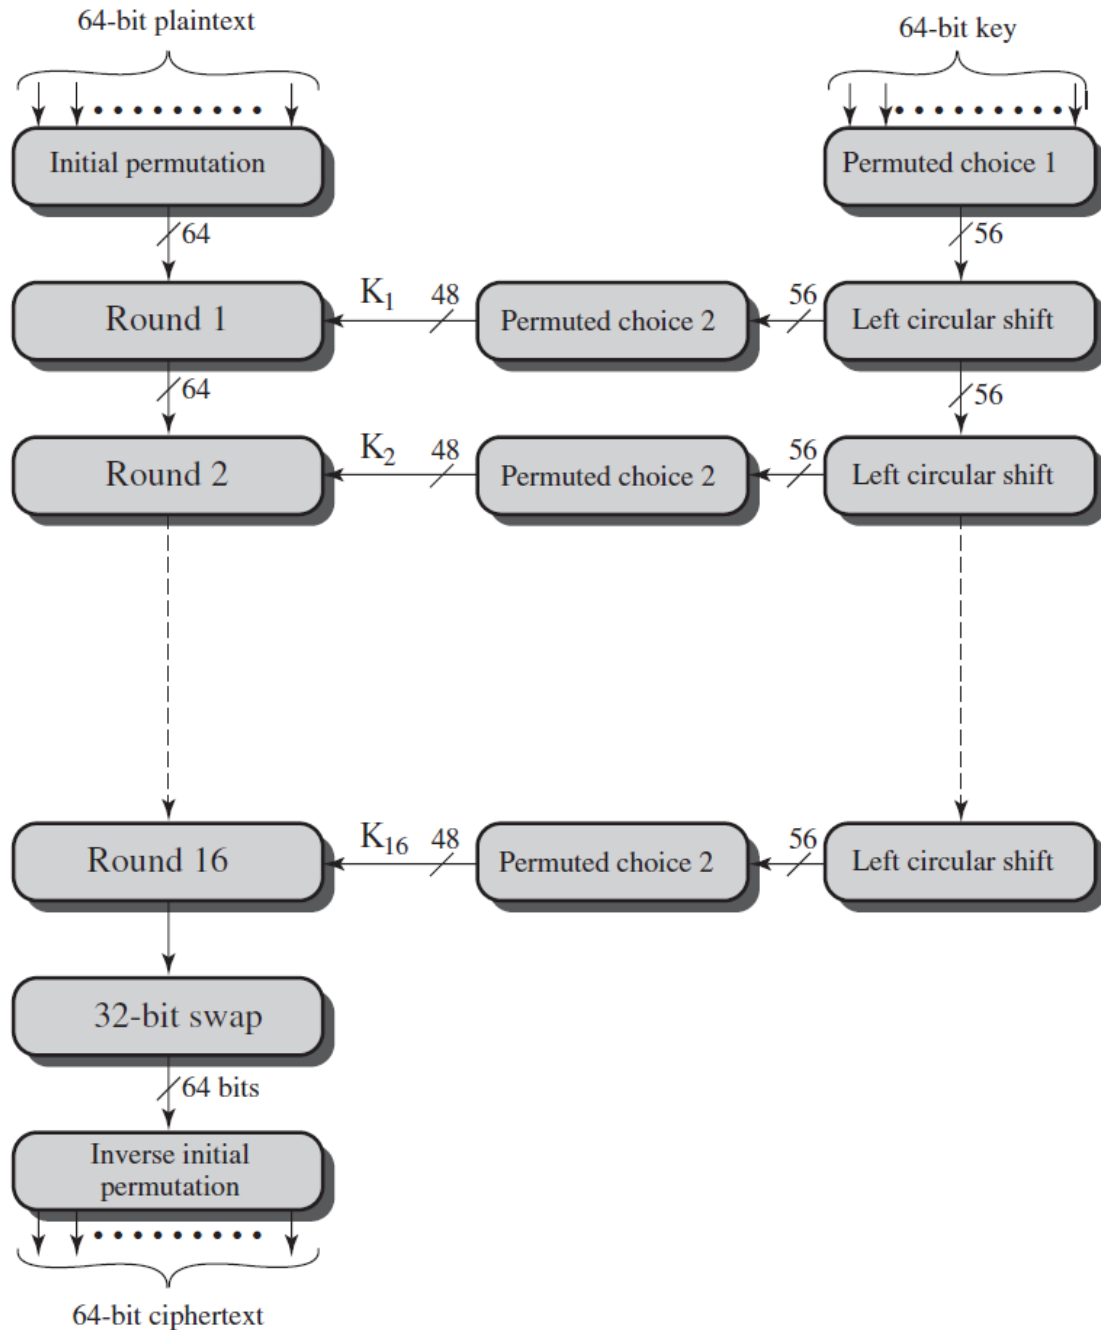 64-bit plaintext
64-bit key
Initial permutation
Permuted choice 1
64
56
Round 1
K1
48
Permuted choice 2
56
Left circular shift
64
56
Round 2
K2
48
Permuted choice 2
56
Left circular shift
Round 16
K16
48
Permuted choice 2
56
Left circular shift
32-bit swap
64 bits
Inverse initial
permutation
64-bit ciphertext